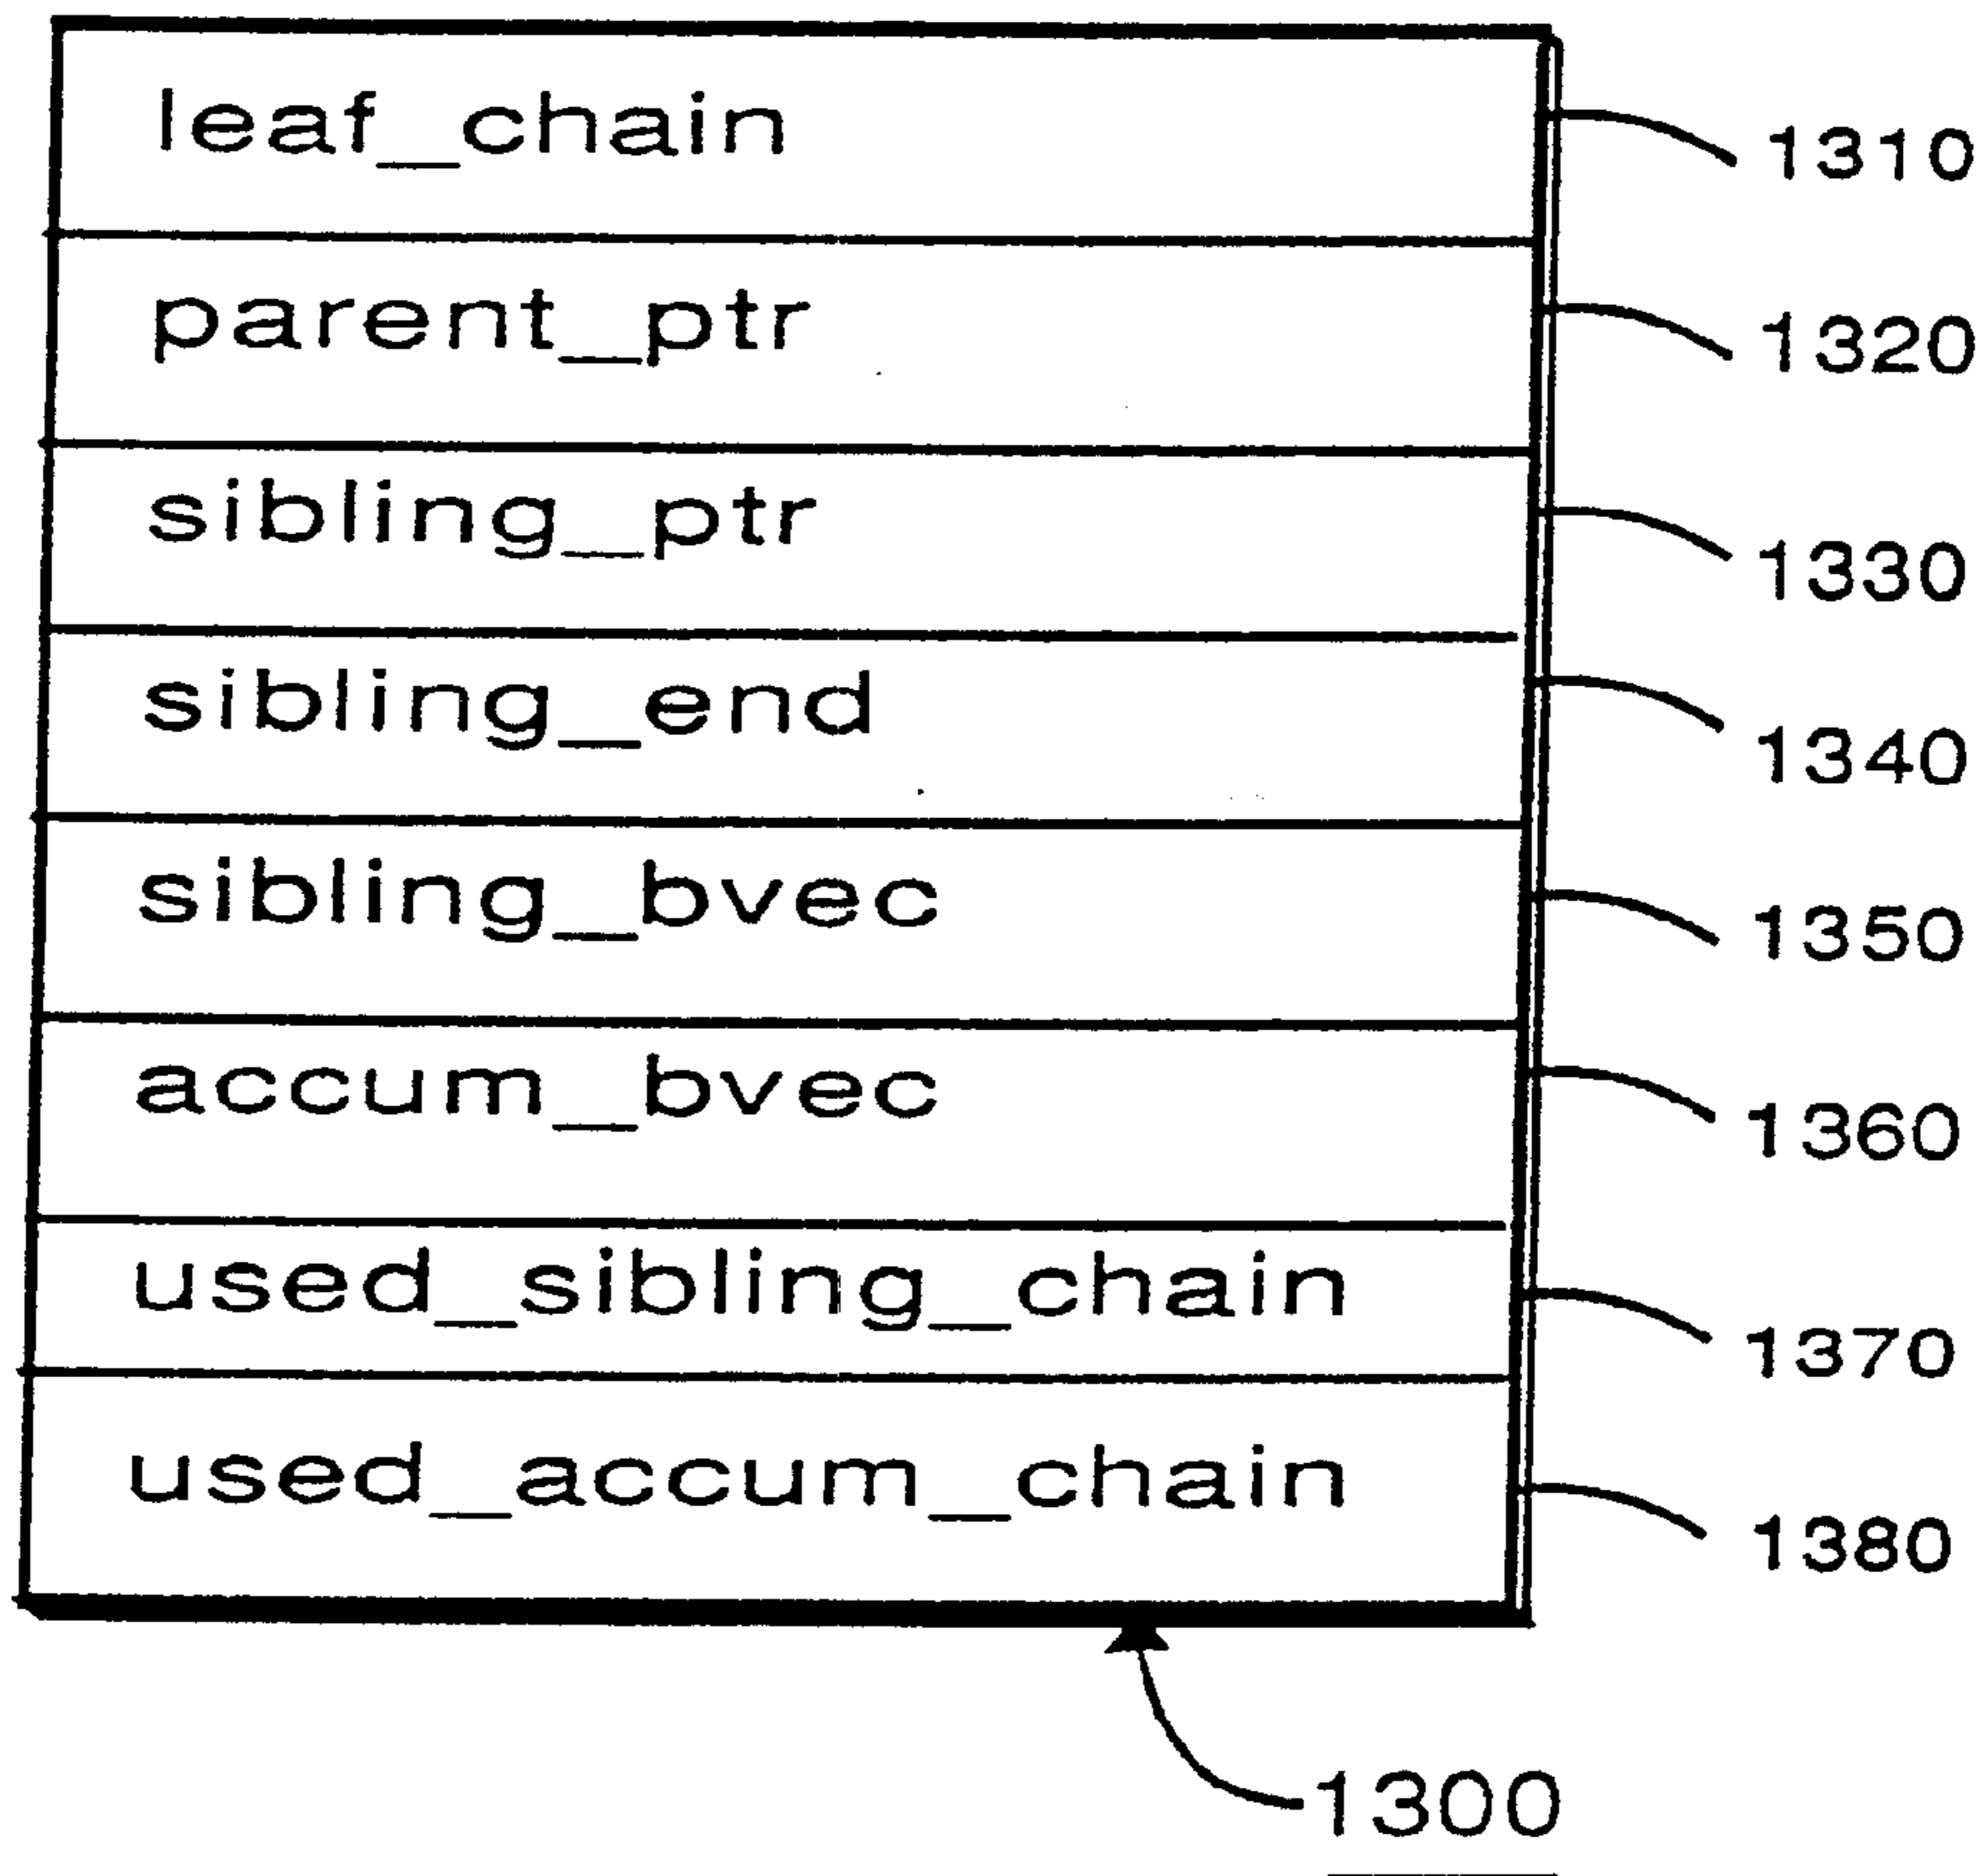 leaf_chain 1310
parent_ptr 1320
sibling_ptr 1330
sibling_end 1340
sibling_bvec 1350
accum_bvec 1360
used_sibling_chain 1370
used_accum_chain 1380
1300